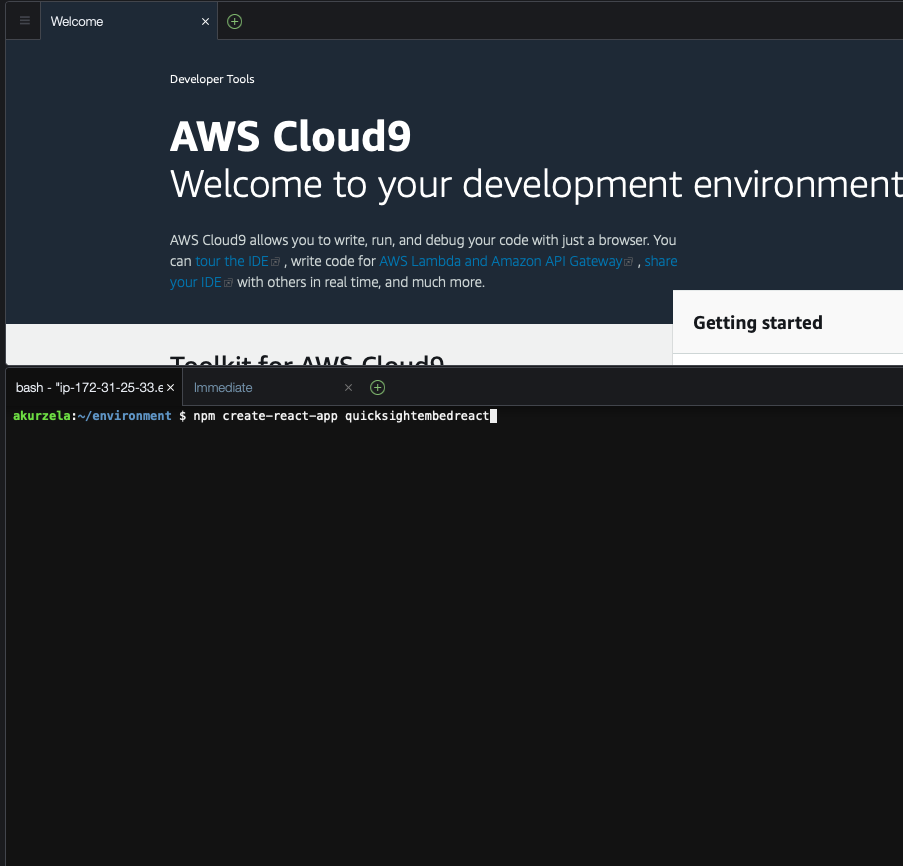 Welcome
Developer Tools
AWS Cloud9
Welcome to your development environment
AWS Cloud9 allows you to write, run, and debug your code with just a browser. You
can tour the IDE , write code for AWS Lambda and Amazon API Gateway , share
your IDE with others in real time, and much more.
Getting started
Toolkit for AWS Cloud9
bash - "ip-172-31-25-33.e
Immediate
akurzela:~/environment $ npm create-react-app quicksightembedreact